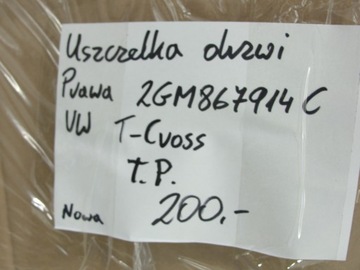 Uszczelka drzwi
Prawa 2GM867914C
VW T-Cross
T.P.
Nowa 200,-